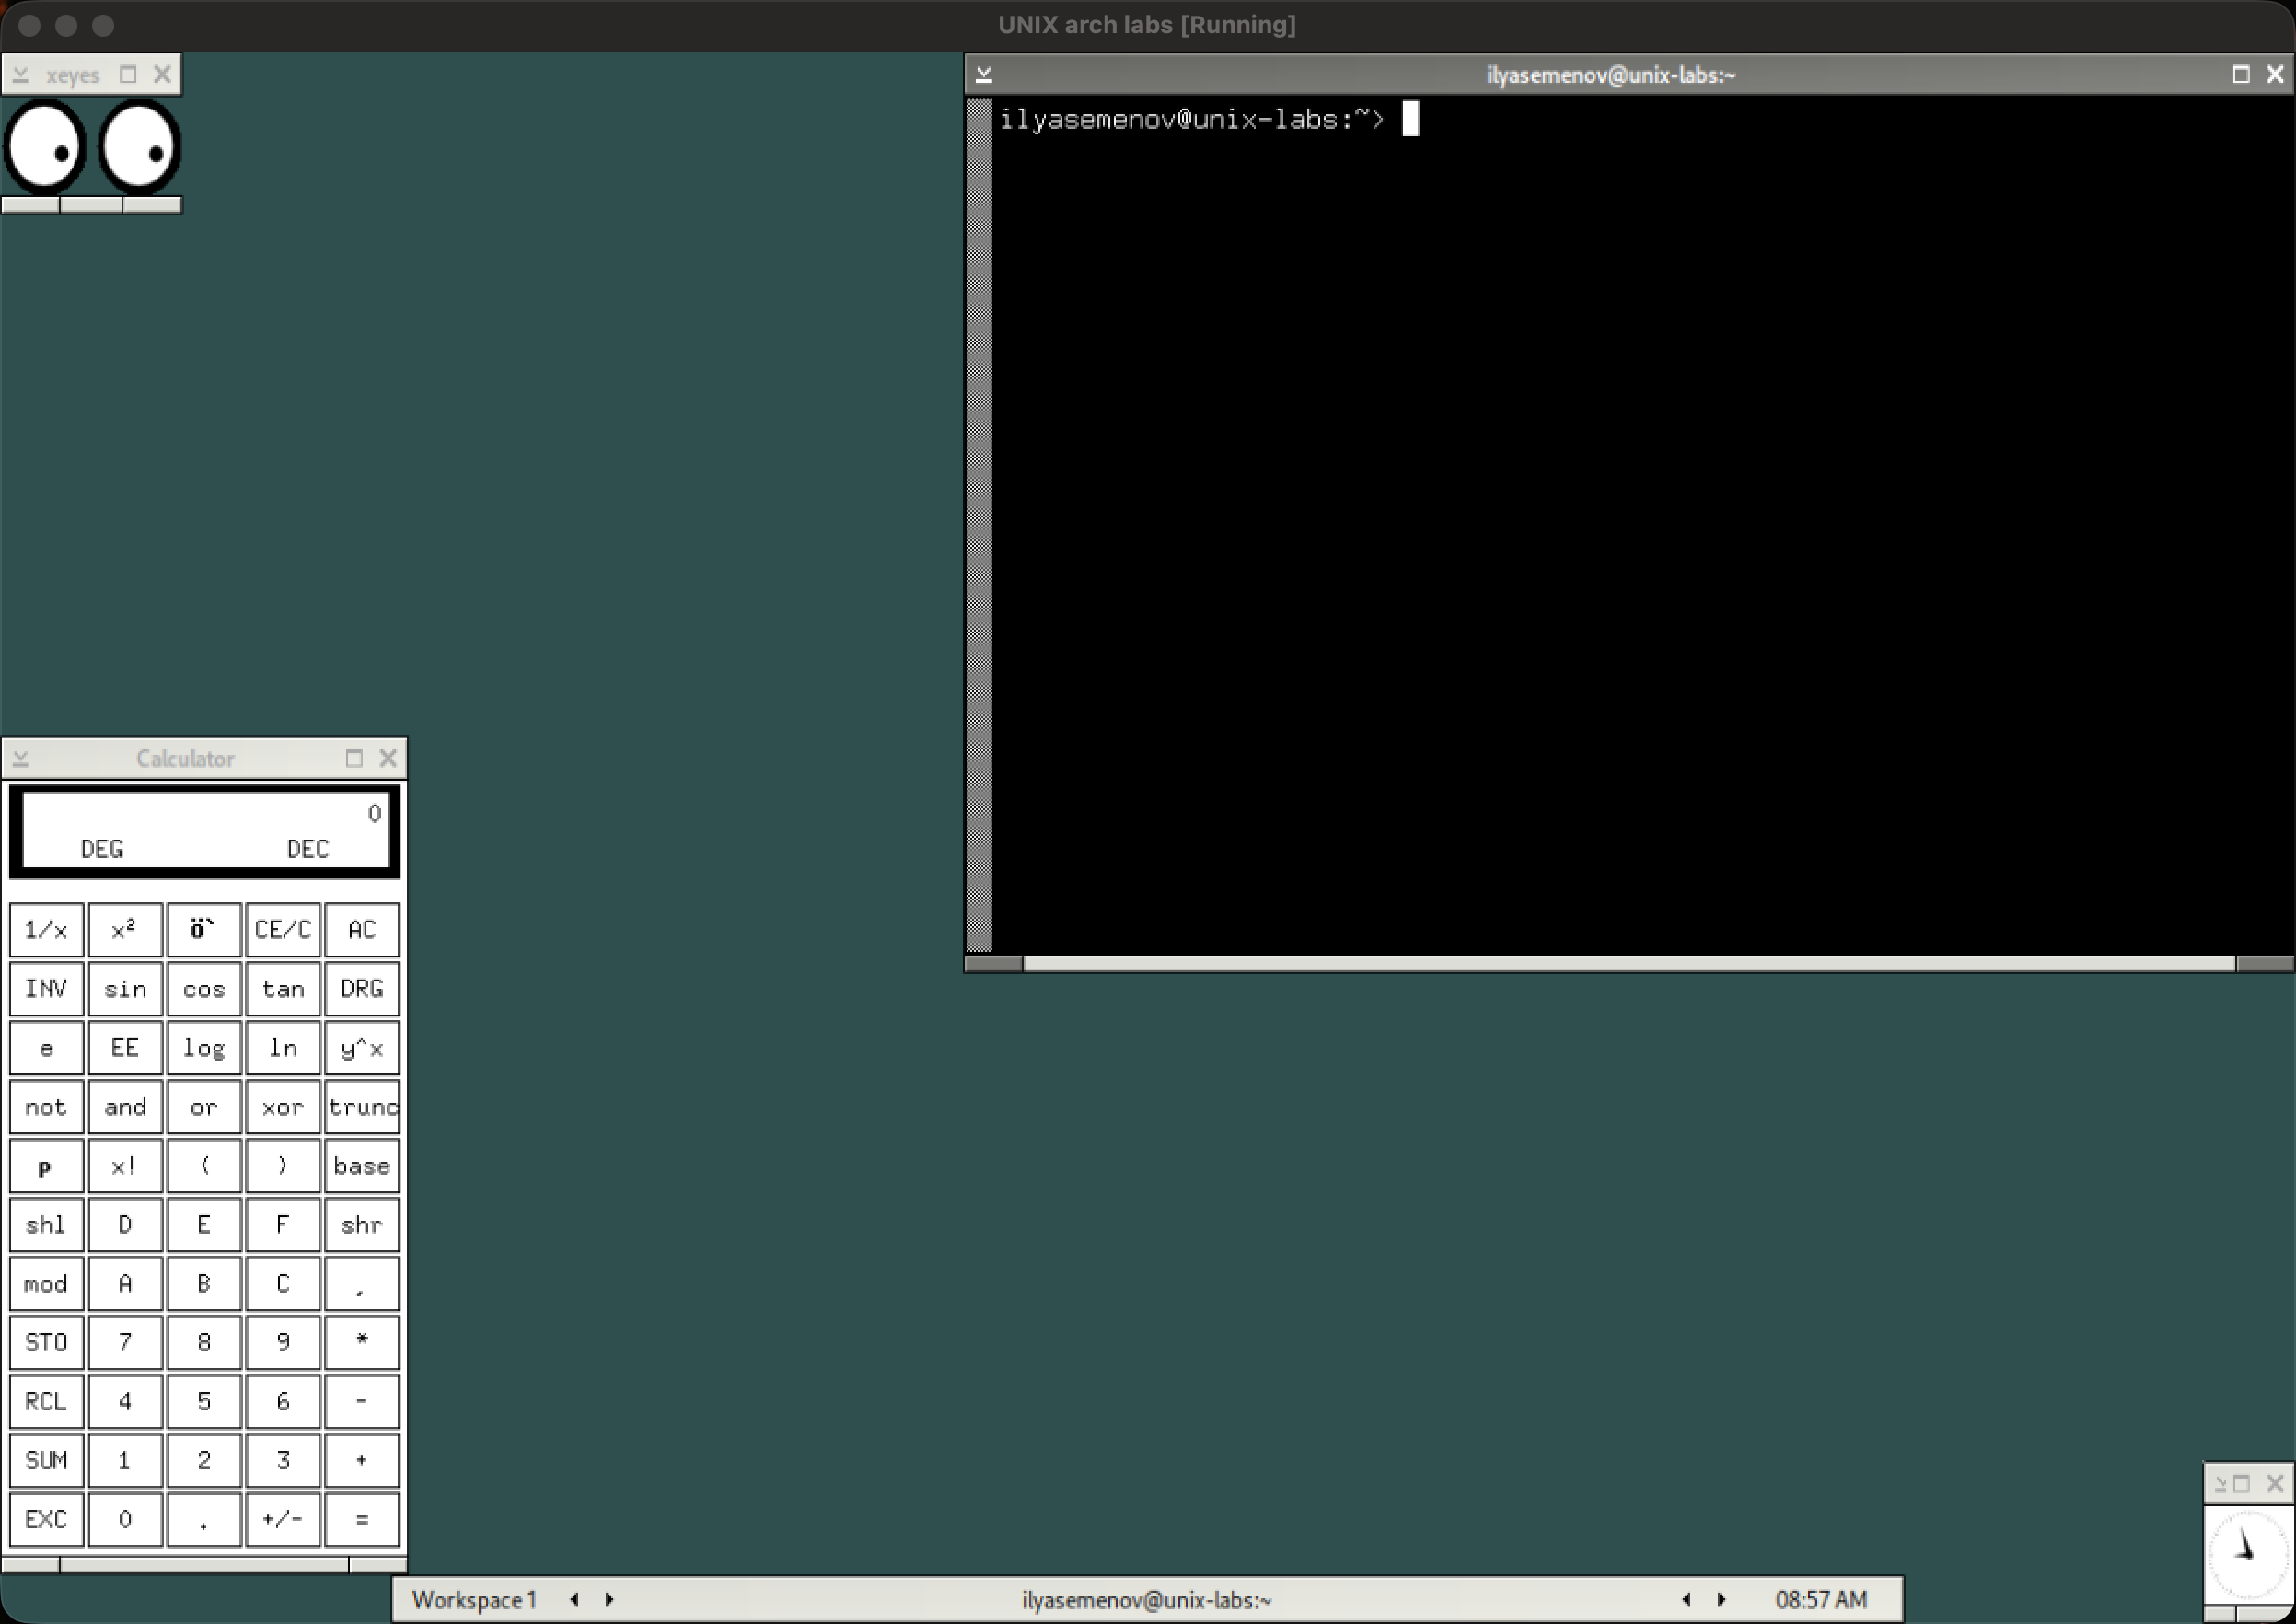 UNIX arch labs [Running]
xeyes
ilyasemenov@unix-labs:~
ilyasemenov@unix-labs:~>
Calculator
0
DEG DEC
1/x x² ö` CE/C AC
INV sin cos tan DRG
e EE log ln y^x
not and or xor trunc
p x! ( ) base
shl D E F shr
mod A B C ,
STO 7 8 9 *
RCL 4 5 6 -
SUM 1 2 3 +
EXC 0 . +/- =
Workspace 1 ilyasemenov@unix-labs:~ 08:57 AM